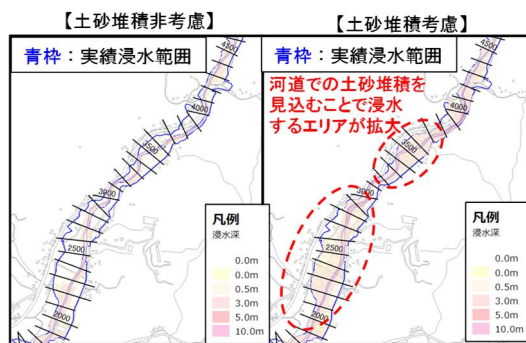 【土砂堆積非考慮】
青枠：実績浸水範囲
4500
4000
3500
3000
2500
2000
凡例
浸水深
0.0m
0.0m
0.5m
3.0m
5.0m
10.0m
【土砂堆積考慮】
青枠：実績浸水範囲
河道での土砂堆積を
見込むことで浸水
するエリアが拡大
4500
4000
3500
3000
2500
2000
凡例
浸水深
0.0m
0.0m
0.5m
3.0m
5.0m
10.0m